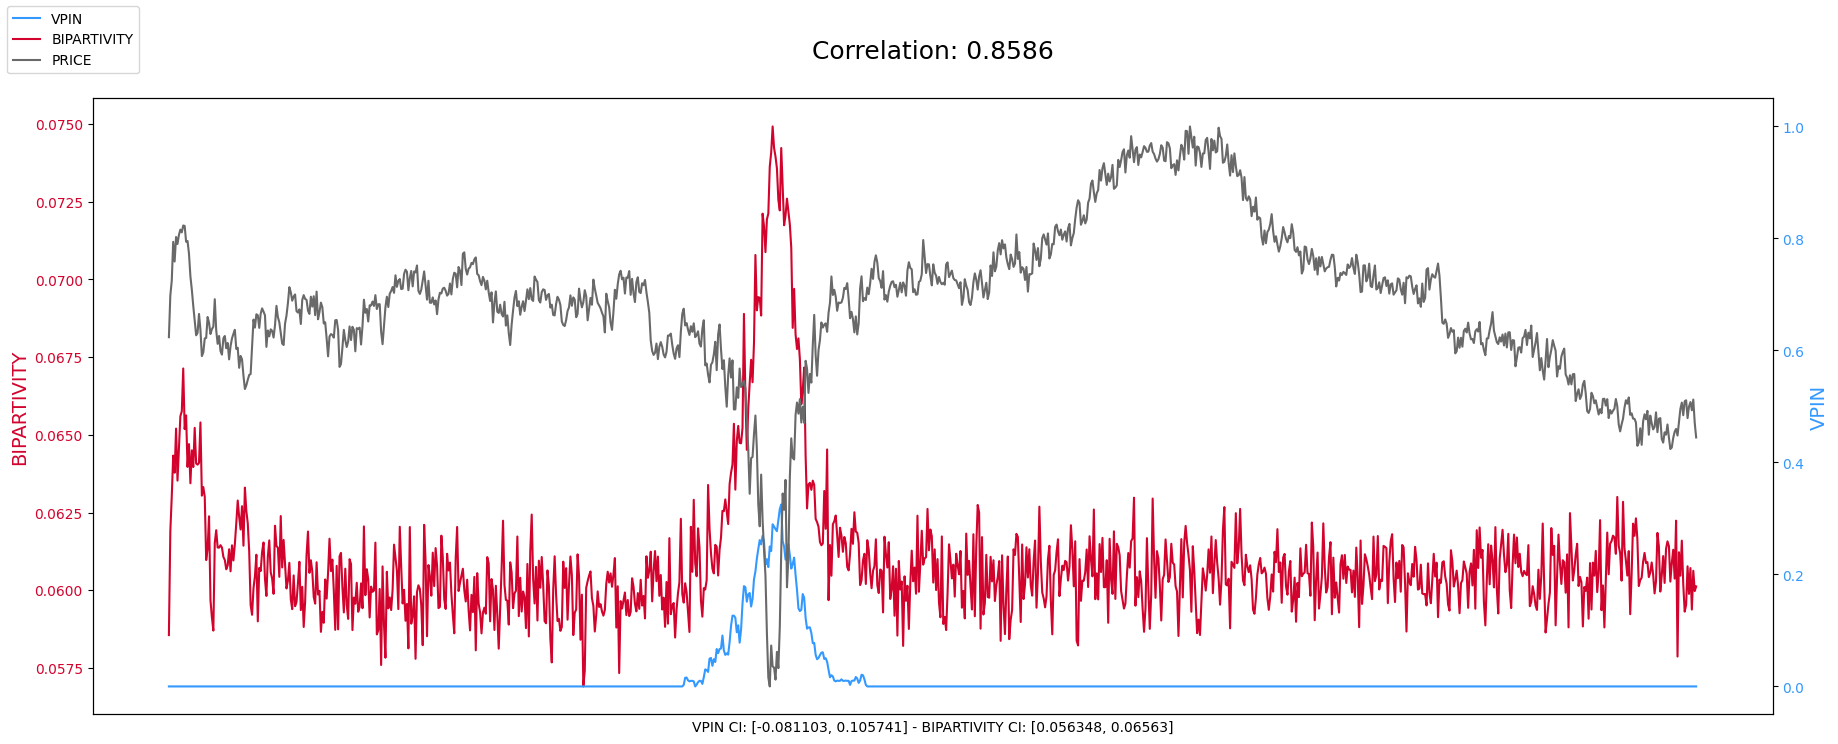 VPIN
BIPARTIVITY
PRICE
Correlation: 0.8586
BIPARTIVITY
0.0750
0.0725
0.0700
0.0675
0.0650
0.0625
0.0600
0.0575
1.0
0.8
0.6
0.4
0.2
0.0
VPIN
VPIN CI: [-0.081103, 0.105741] - BIPARTIVITY CI: [0.056348, 0.06563]